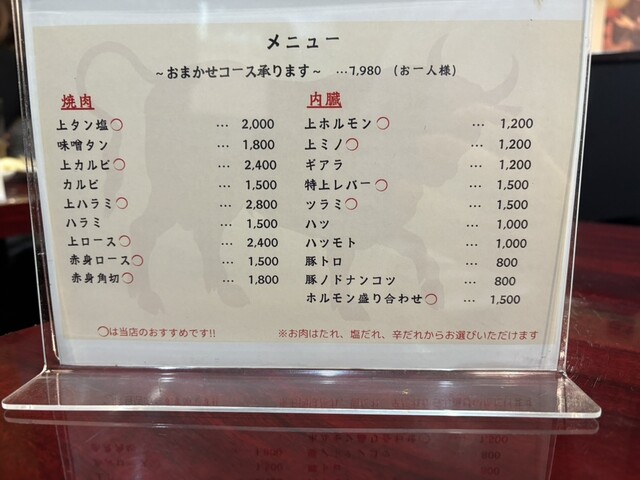 メニュー
~おまかせコース承ります~ …7,980 (お一人様)
焼肉
上タン塩◯ … 2,000
味噌タン … 1,800
上カルビ◯ … 2,400
カルビ … 1,500
上ハラミ◯ … 2,800
ハラミ … 1,500
上ロース◯ … 2,400
赤身ロース◯ … 1,500
赤身角切◯ … 1,800
内臓
上ホルモン◯ … 1,200
上ミノ◯ … 1,200
ギアラ … 1,200
特上レバー◯ … 1,500
ツラミ◯ … 1,500
ハツ … 1,000
ハツモト … 1,000
豚トロ … 800
豚ノドナンコツ … 800
ホルモン盛り合わせ◯ … 1,500
◯は当店のおすすめです!!
※お肉はたれ、塩だれ、辛だれからお選びいただけます